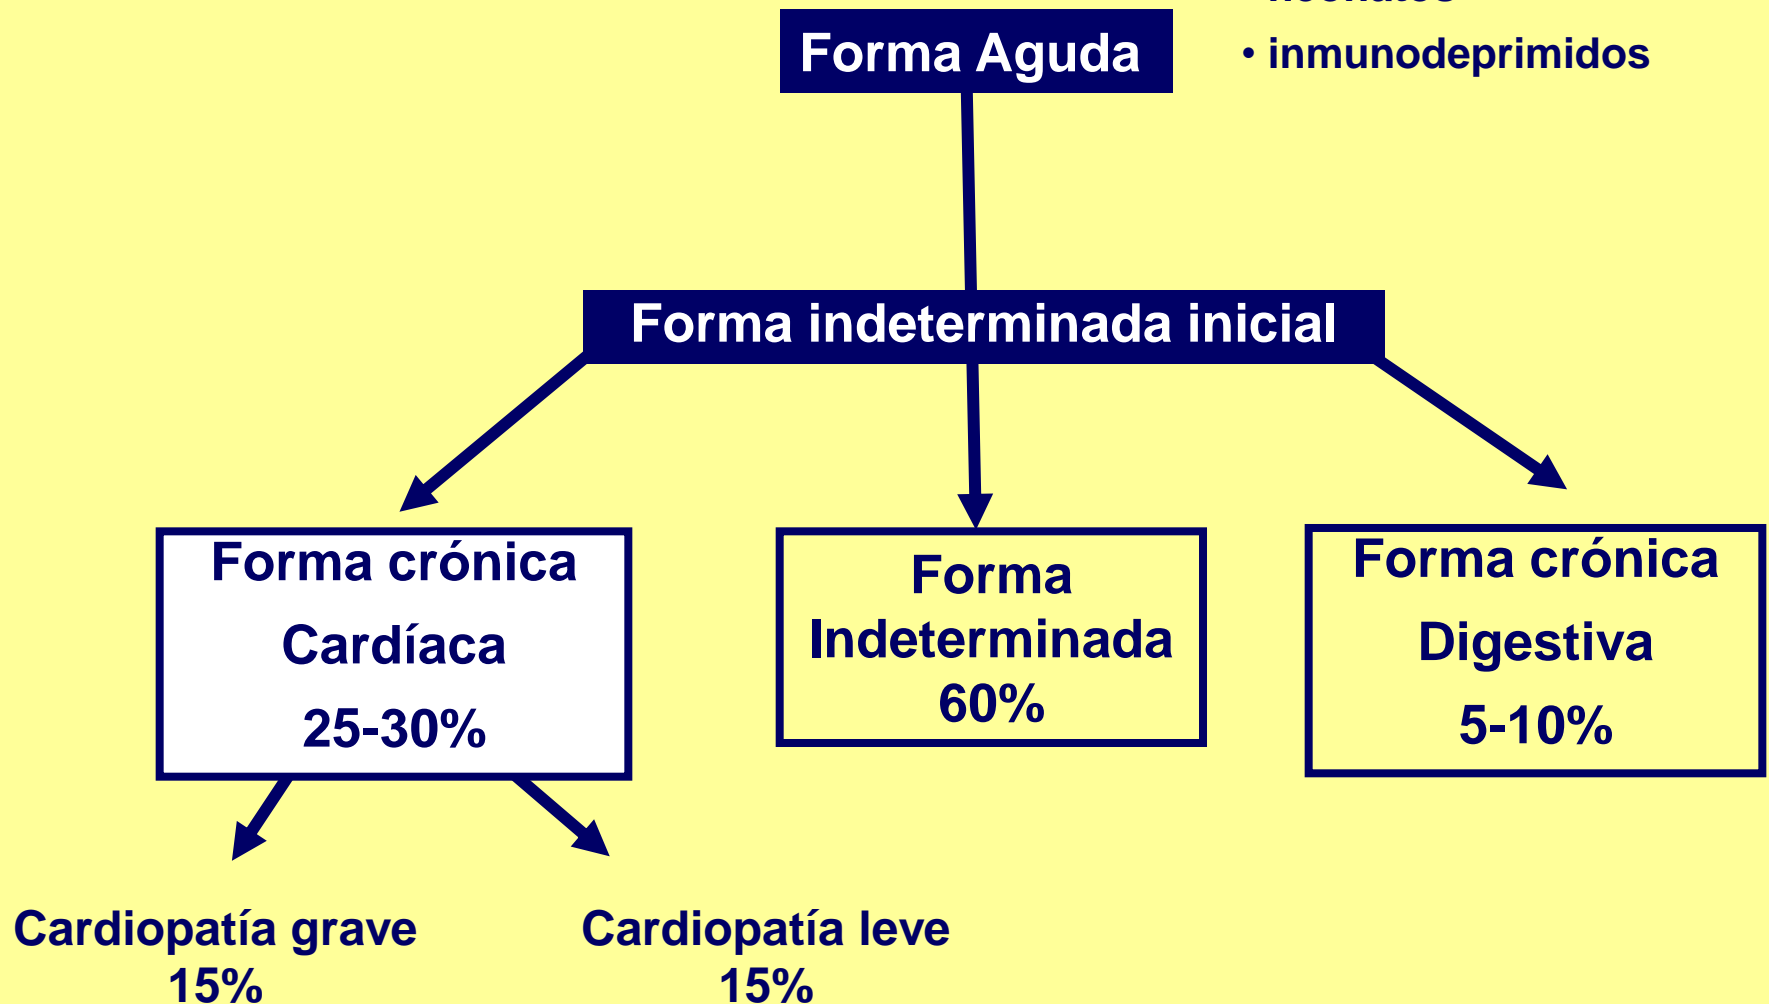 Forma Aguda
• inmunodeprimidos
Forma indeterminada inicial
Forma crónica
Cardíaca
25-30%
Forma
Indeterminada
60%
Forma crónica
Digestiva
5-10%
Cardiopatía grave
15%
Cardiopatía leve
15%